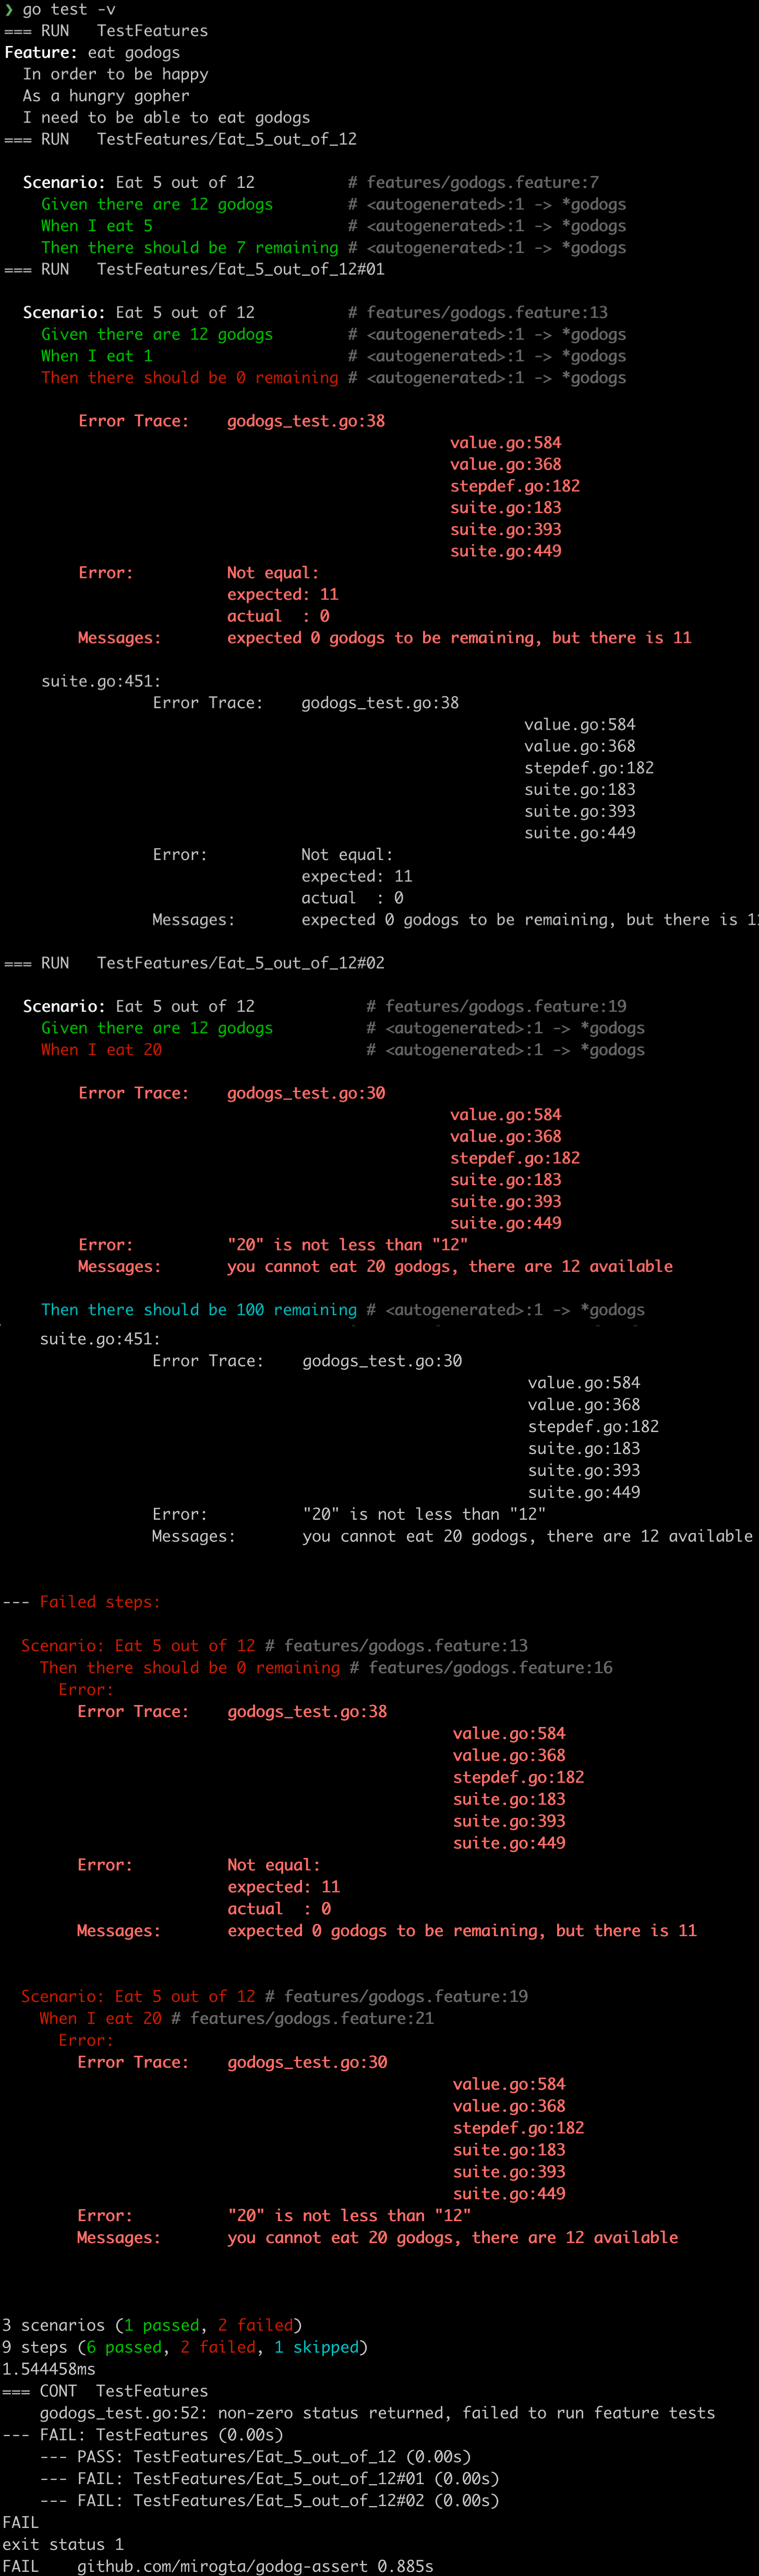 ❯ go test -v
=== RUN   TestFeatures
Feature: eat godogs
  In order to be happy
  As a hungry gopher
  I need to be able to eat godogs
=== RUN   TestFeatures/Eat_5_out_of_12

  Scenario: Eat 5 out of 12          # features/godogs.feature:7
    Given there are 12 godogs        # <autogenerated>:1 -> *godogs
    When I eat 5                     # <autogenerated>:1 -> *godogs
    Then there should be 7 remaining # <autogenerated>:1 -> *godogs
=== RUN   TestFeatures/Eat_5_out_of_12#01

  Scenario: Eat 5 out of 12          # features/godogs.feature:13
    Given there are 12 godogs        # <autogenerated>:1 -> *godogs
    When I eat 1                     # <autogenerated>:1 -> *godogs
    Then there should be 0 remaining # <autogenerated>:1 -> *godogs

        Error Trace:    godogs_test.go:38
                                                value.go:584
                                                value.go:368
                                                stepdef.go:182
                                                suite.go:183
                                                suite.go:393
                                                suite.go:449
        Error:          Not equal:
                        expected: 11
                        actual  : 0
        Messages:       expected 0 godogs to be remaining, but there is 11

    suite.go:451:
                Error Trace:    godogs_test.go:38
                                                        value.go:584
                                                        value.go:368
                                                        stepdef.go:182
                                                        suite.go:183
                                                        suite.go:393
                                                        suite.go:449
                Error:          Not equal:
                                expected: 11
                                actual  : 0
                Messages:       expected 0 godogs to be remaining, but there is 11

=== RUN   TestFeatures/Eat_5_out_of_12#02

  Scenario: Eat 5 out of 12            # features/godogs.feature:19
    Given there are 12 godogs          # <autogenerated>:1 -> *godogs
    When I eat 20                      # <autogenerated>:1 -> *godogs

        Error Trace:    godogs_test.go:30
                                                value.go:584
                                                value.go:368
                                                stepdef.go:182
                                                suite.go:183
                                                suite.go:393
                                                suite.go:449
        Error:          "20" is not less than "12"
        Messages:       you cannot eat 20 godogs, there are 12 available

    Then there should be 100 remaining # <autogenerated>:1 -> *godogs
    suite.go:451:
                Error Trace:    godogs_test.go:30
                                                        value.go:584
                                                        value.go:368
                                                        stepdef.go:182
                                                        suite.go:183
                                                        suite.go:393
                                                        suite.go:449
                Error:          "20" is not less than "12"
                Messages:       you cannot eat 20 godogs, there are 12 available


--- Failed steps:

  Scenario: Eat 5 out of 12 # features/godogs.feature:13
    Then there should be 0 remaining # features/godogs.feature:16
      Error:
        Error Trace:    godogs_test.go:38
                                                value.go:584
                                                value.go:368
                                                stepdef.go:182
                                                suite.go:183
                                                suite.go:393
                                                suite.go:449
        Error:          Not equal:
                        expected: 11
                        actual  : 0
        Messages:       expected 0 godogs to be remaining, but there is 11


  Scenario: Eat 5 out of 12 # features/godogs.feature:19
    When I eat 20 # features/godogs.feature:21
      Error:
        Error Trace:    godogs_test.go:30
                                                value.go:584
                                                value.go:368
                                                stepdef.go:182
                                                suite.go:183
                                                suite.go:393
                                                suite.go:449
        Error:          "20" is not less than "12"
        Messages:       you cannot eat 20 godogs, there are 12 available



3 scenarios (1 passed, 2 failed)
9 steps (6 passed, 2 failed, 1 skipped)
1.544458ms
=== CONT  TestFeatures
    godogs_test.go:52: non-zero status returned, failed to run feature tests
--- FAIL: TestFeatures (0.00s)
    --- PASS: TestFeatures/Eat_5_out_of_12 (0.00s)
    --- FAIL: TestFeatures/Eat_5_out_of_12#01 (0.00s)
    --- FAIL: TestFeatures/Eat_5_out_of_12#02 (0.00s)
FAIL
exit status 1
FAIL    github.com/mirogta/godog-assert 0.885s